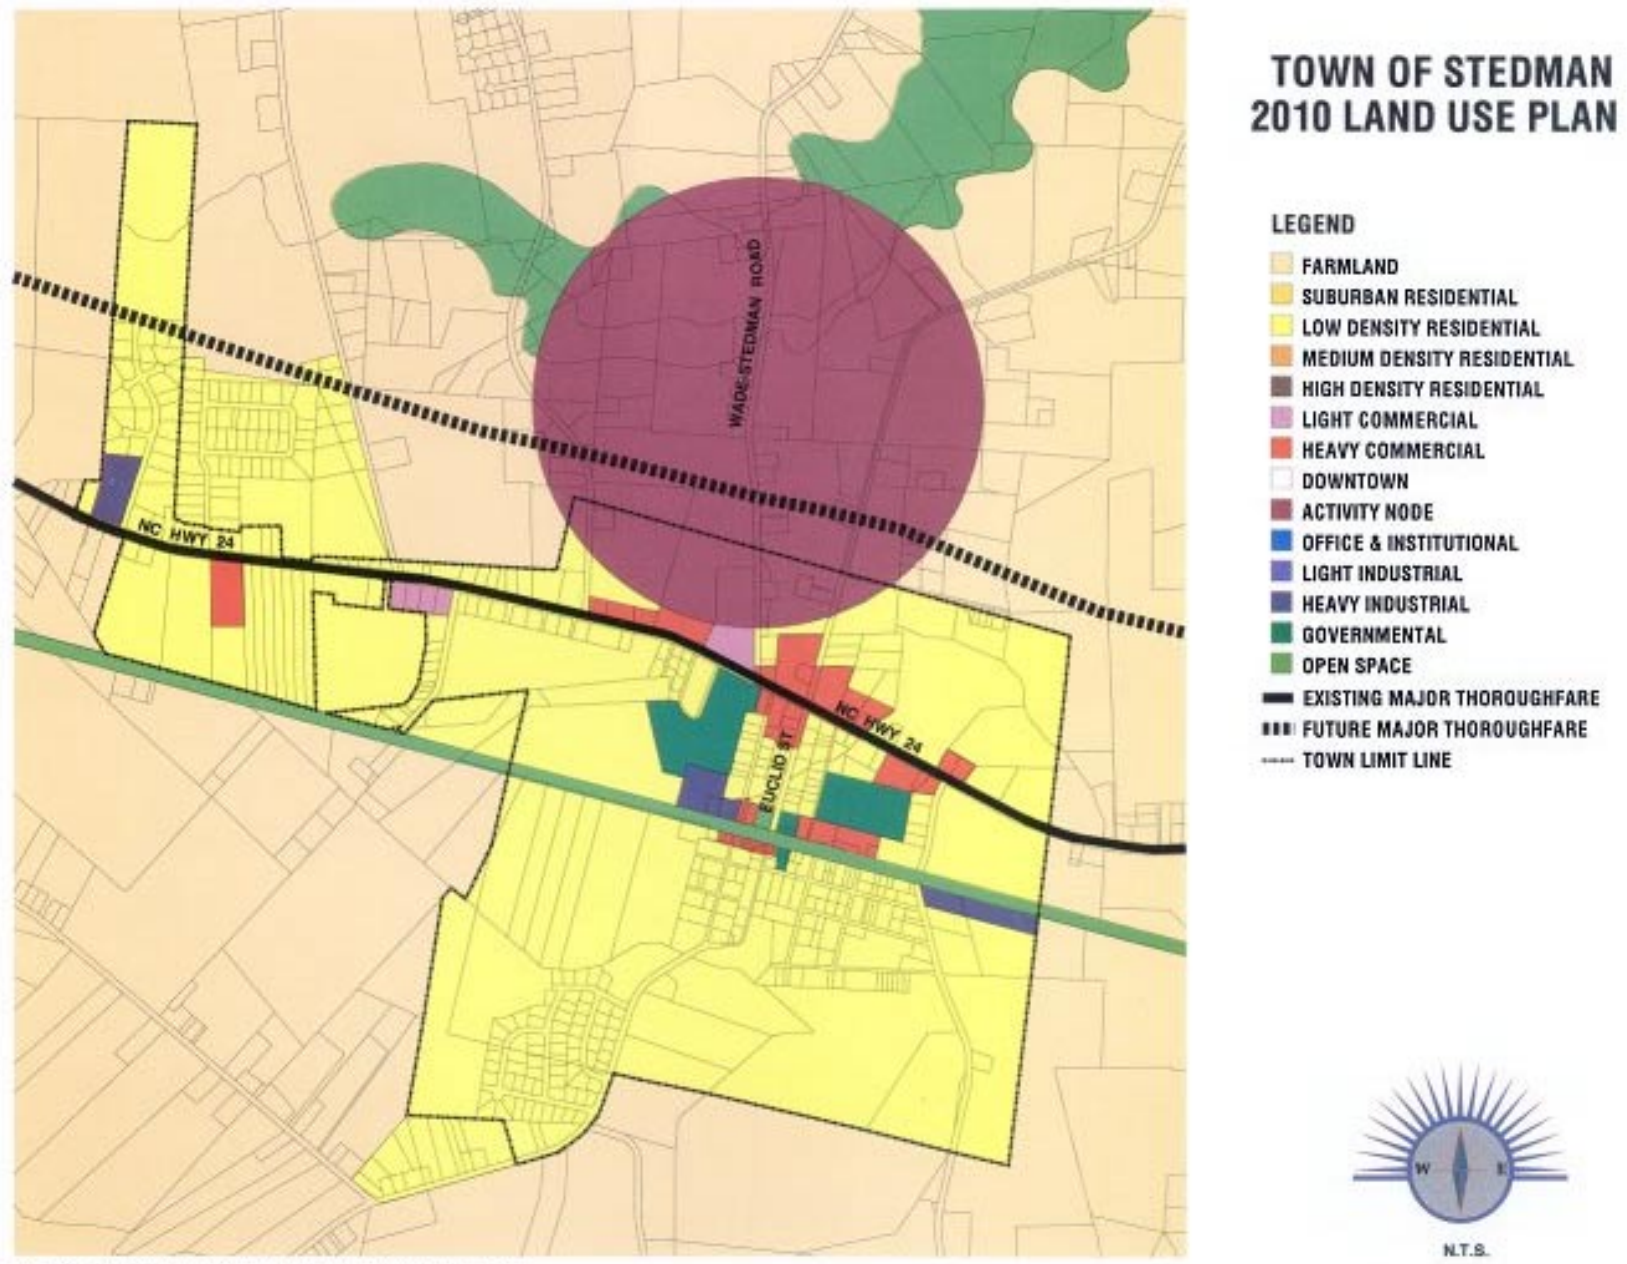 TOWN OF STEDMAN
2010 LAND USE PLAN
LEGEND
FARMLAND
SUBURBAN RESIDENTIAL
LOW DENSITY RESIDENTIAL
MEDIUM DENSITY RESIDENTIAL
HIGH DENSITY RESIDENTIAL
LIGHT COMMERCIAL
HEAVY COMMERCIAL
DOWNTOWN
ACTIVITY NODE
OFFICE & INSTITUTIONAL
LIGHT INDUSTRIAL
HEAVY INDUSTRIAL
GOVERNMENTAL
OPEN SPACE
EXISTING MAJOR THOROUGHFARE
FUTURE MAJOR THOROUGHFARE
TOWN LIMIT LINE
WADE-STEDMAN ROAD
NC HWY 24
NC HWY 24
EUCLIO ST
W E
N.T.S.